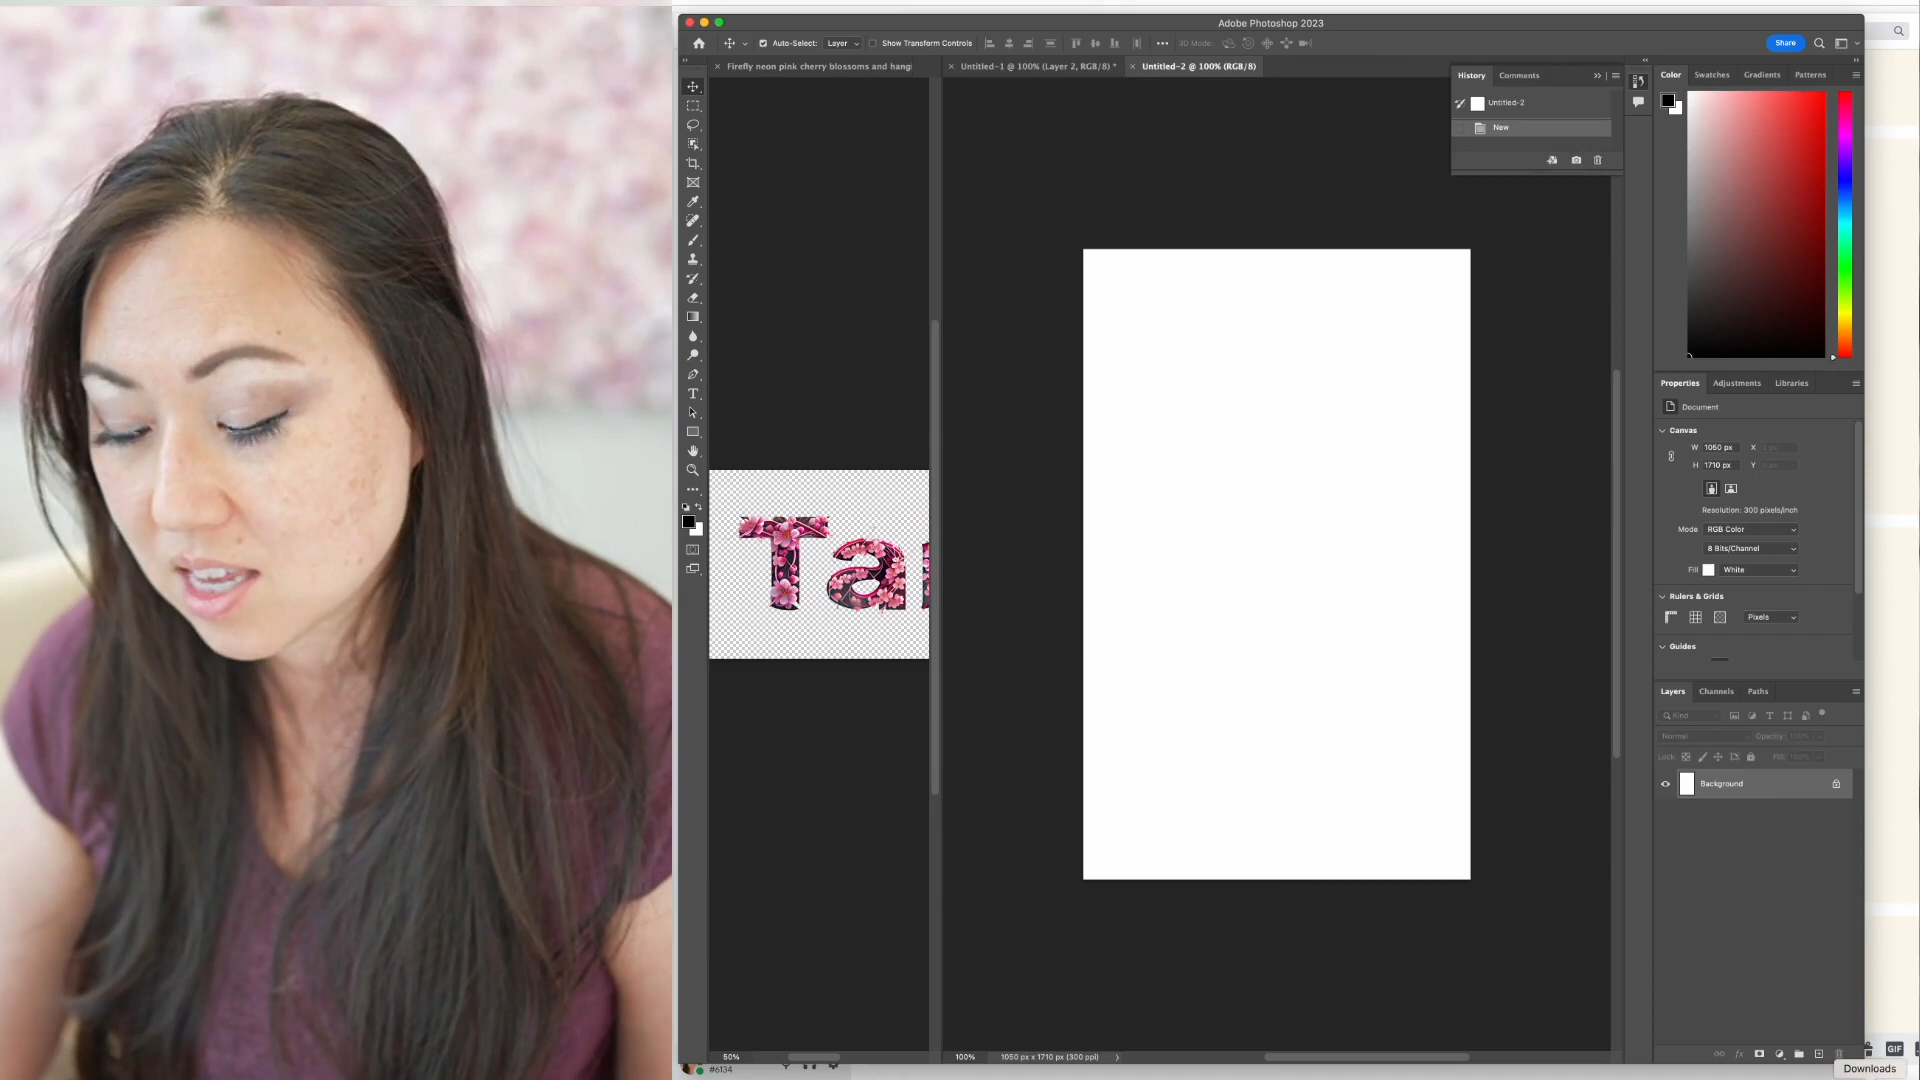 Adobe Photoshop 2023
Auto-Select: Layer Show Transform Controls 3D Mode: Share
Firefly neon pink cherry blossoms and hang
Untitled-1 @ 100% (Layer 2, RGB/8) *
Untitled-2 @ 100% (RGB/8)
History Comments
Untitled-2
New
Color Swatches Gradients Patterns
Properties Adjustments Libraries
Document
Canvas
W 1050 px X
H 1710 px Y
Resolution: 300 pixels/inch
Mode RGB Color
8 Bits/Channel
Fill White
Rulers & Grids
Pixels
Guides
Layers Channels Paths
Kind
Normal Opacity: 100%
Lock: Fill: 100%
Background
Ta
50%
100% 1050 px x 1710 px (300 ppi)
#6134
GIF
Downloads